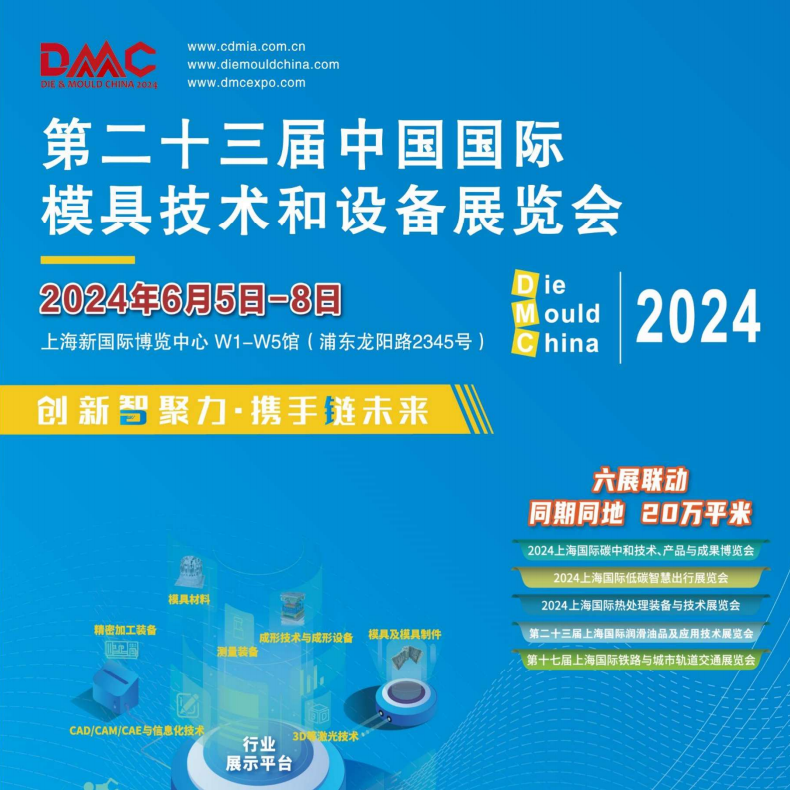 DMC
DIE & MOULD CHINA 2024
www.cdmia.com.cn
www.diemouldchina.com
www.dmcexpo.com
第二十三届中国国际
模具技术和设备展览会
2024年6月5日-8日
上海新国际博览中心 W1-W5馆（浦东龙阳路2345号）
Die
Mould
China
2024
创新智聚力·携手链未来
六展联动
同期同地 20万平米
2024上海国际碳中和技术、产品与成果博览会
2024上海国际低碳智慧出行展览会
2024上海国际热处理装备与技术展览会
第二十三届上海国际润滑油品及应用技术展览会
第十七届上海国际铁路与城市轨道交通展览会
模具材料
精密加工装备
测量装备
成形技术与成形设备
模具及模具制件
CAD/CAM/CAE与信息化技术
3D等激光技术
行业
展示平台